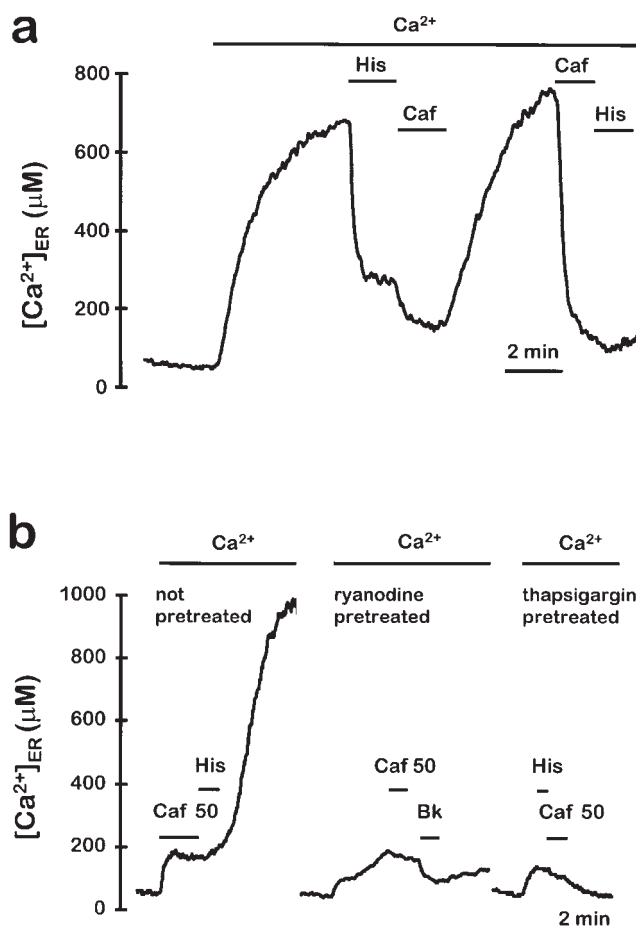 a
Ca²⁺
His
Caf
Caf
His
800
600
400
200
0
[Ca²⁺]ER (μM)
2 min
b
Ca²⁺
Ca²⁺
Ca²⁺
not
pretreated
ryanodine
pretreated
thapsigargin
pretreated
1000
800
600
400
200
0
[Ca²⁺]ER (μM)
His
Caf 50
Caf 50
Bk
His
Caf 50
2 min